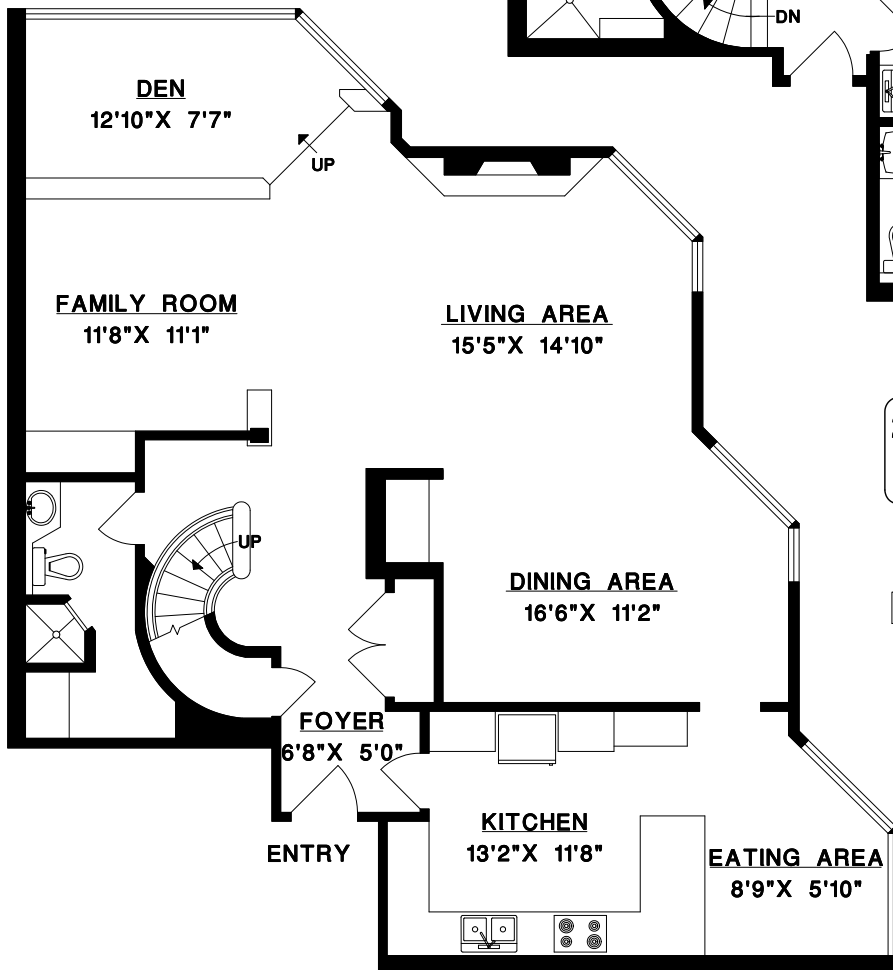 DN
DEN
12'10"X 7'7"
UP
FAMILY ROOM
11'8"X 11'1"
LIVING AREA
15'5"X 14'10"
UP
DINING AREA
16'6"X 11'2"
FOYER
6'8"X 5'0"
KITCHEN
13'2"X 11'8"
ENTRY
EATING AREA
8'9"X 5'10"